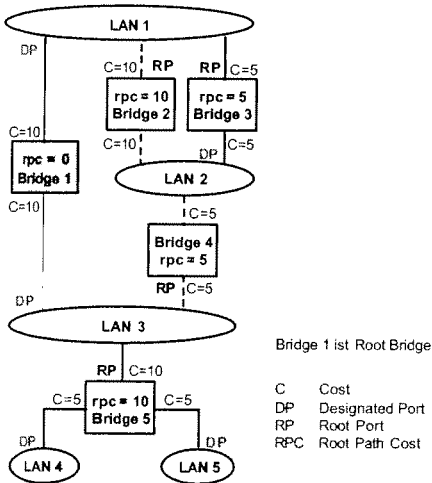 LAN 1
DP
C=10
RP
RP
C=5
C=10
rpc = 10
Bridge 2
rpc = 5
Bridge 3
C=10
rpc = 0
Bridge 1
C=10
C=10
DP
C=5
LAN 2
C=5
Bridge 4
rpc = 5
RP
C=5
DP
LAN 3
Bridge 1 ist Root Bridge
RP
C=10
C=5
rpc = 10
Bridge 5
C=5
DP
DP
LAN 4
LAN 5
C Cost
DP Designated Port
RP Root Port
RPC Root Path Cost